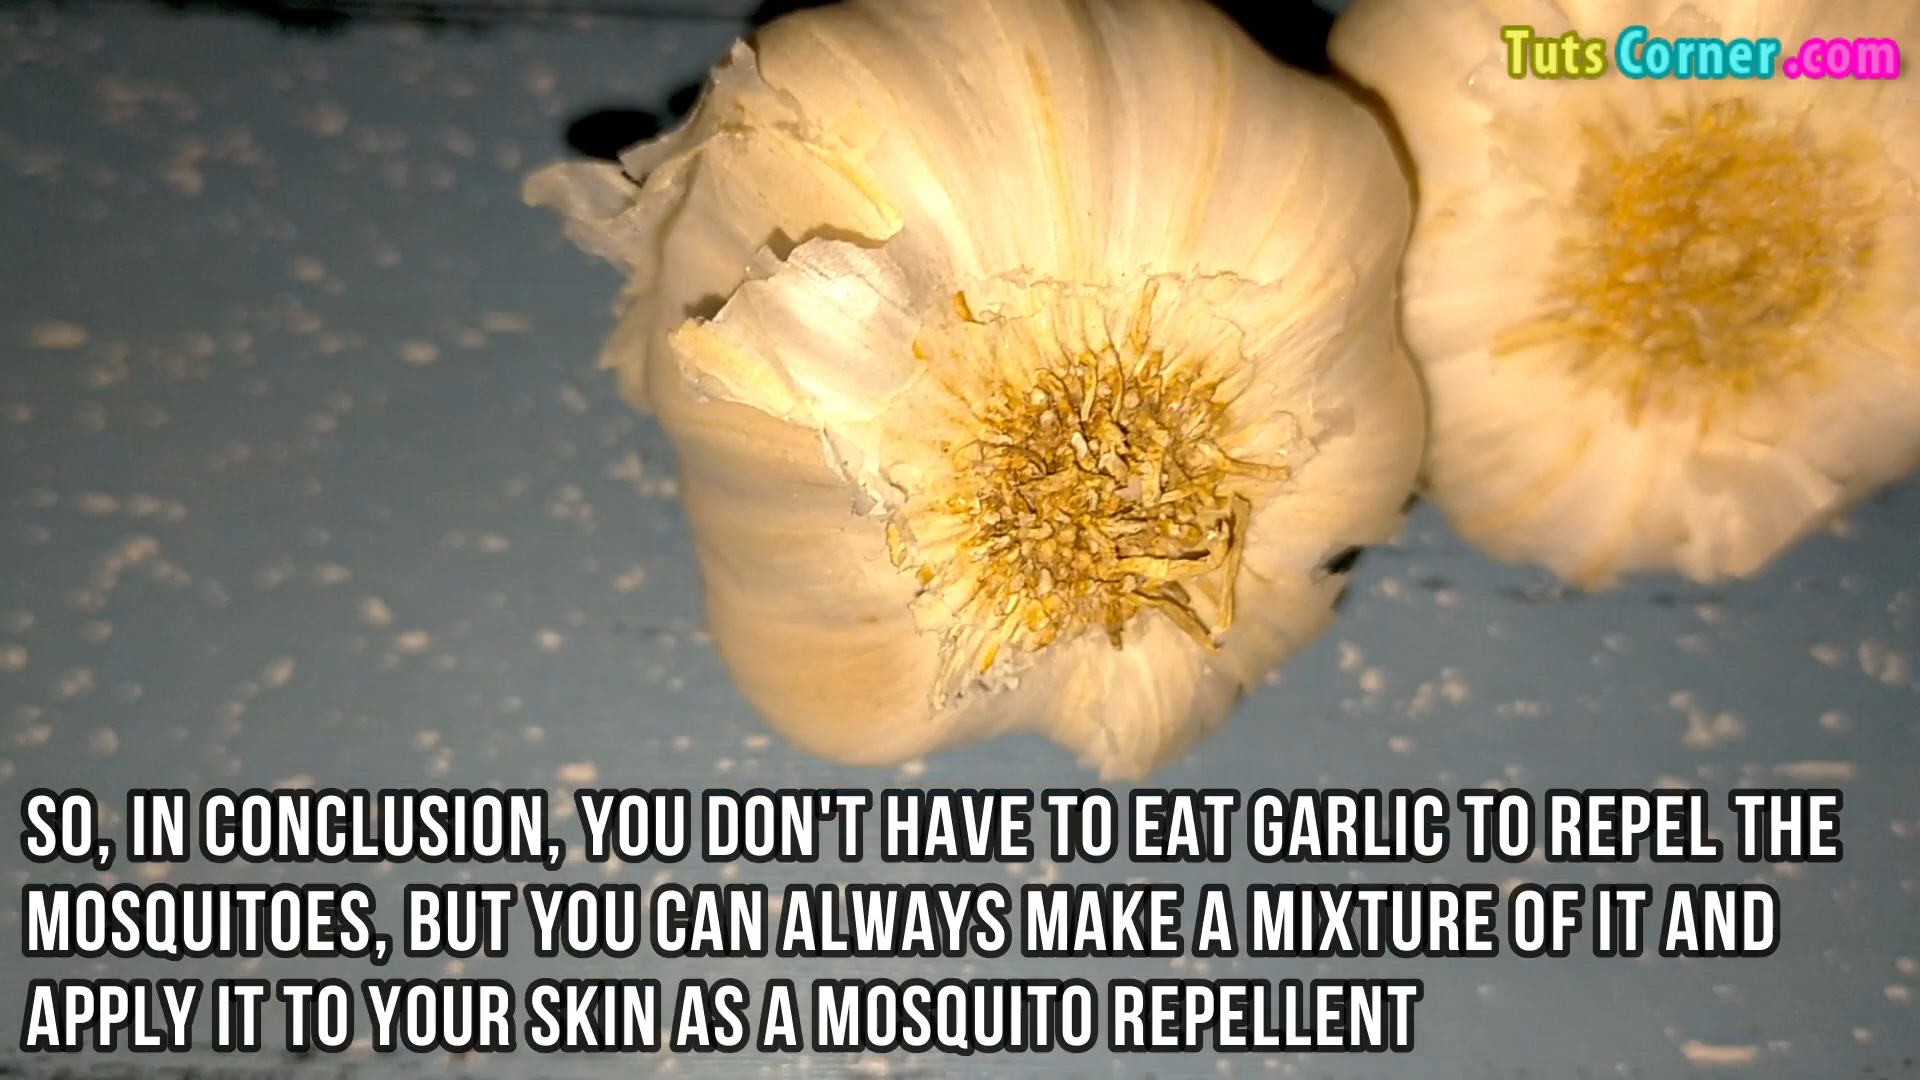 Tuts Corner .com
SO, IN CONCLUSION, YOU DON'T HAVE TO EAT GARLIC TO REPEL THE
MOSQUITOES, BUT YOU CAN ALWAYS MAKE A MIXTURE OF IT AND
APPLY IT TO YOUR SKIN AS A MOSQUITO REPELLENT